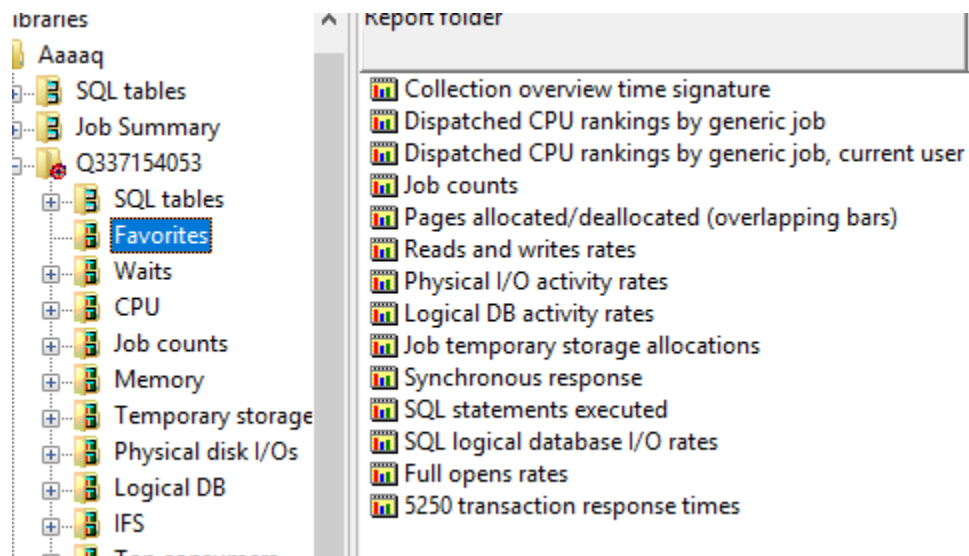 ibraries
Aaaaq
SQL tables
Job Summary
Q337154053
SQL tables
Favorites
Waits
CPU
Job counts
Memory
Temporary storage
Physical disk I/Os
Logical DB
IFS
Top consumers
Report folder
Collection overview time signature
Dispatched CPU rankings by generic job
Dispatched CPU rankings by generic job, current user
Job counts
Pages allocated/deallocated (overlapping bars)
Reads and writes rates
Physical I/O activity rates
Logical DB activity rates
Job temporary storage allocations
Synchronous response
SQL statements executed
SQL logical database I/O rates
Full opens rates
5250 transaction response times